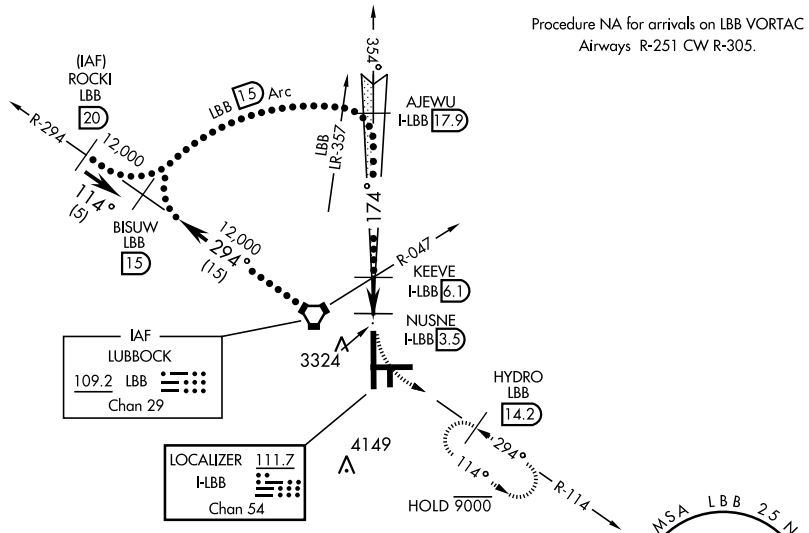 Procedure NA for arrivals on LBB VORTAC
Airways R-251 CW R-305.
(IAF)
ROCKI
LBB
20
R-294
12,000
114°
(5)
BISUW
LBB
15
LBB 15 Arc
LBB
LR-357
354°
AJEWU
I-LBB 17.9
174°
12,000
294°
(15)
R-047
KEEVE
I-LBB 6.1
NUSNE
I-LBB 3.5
3324
IAF
LUBBOCK
109.2 LBB
Chan 29
HYDRO
LBB
14.2
294°
114°
R-114
HOLD 9000
4149
LOCALIZER 111.7
I-LBB
Chan 54
MSA LBB 25 N